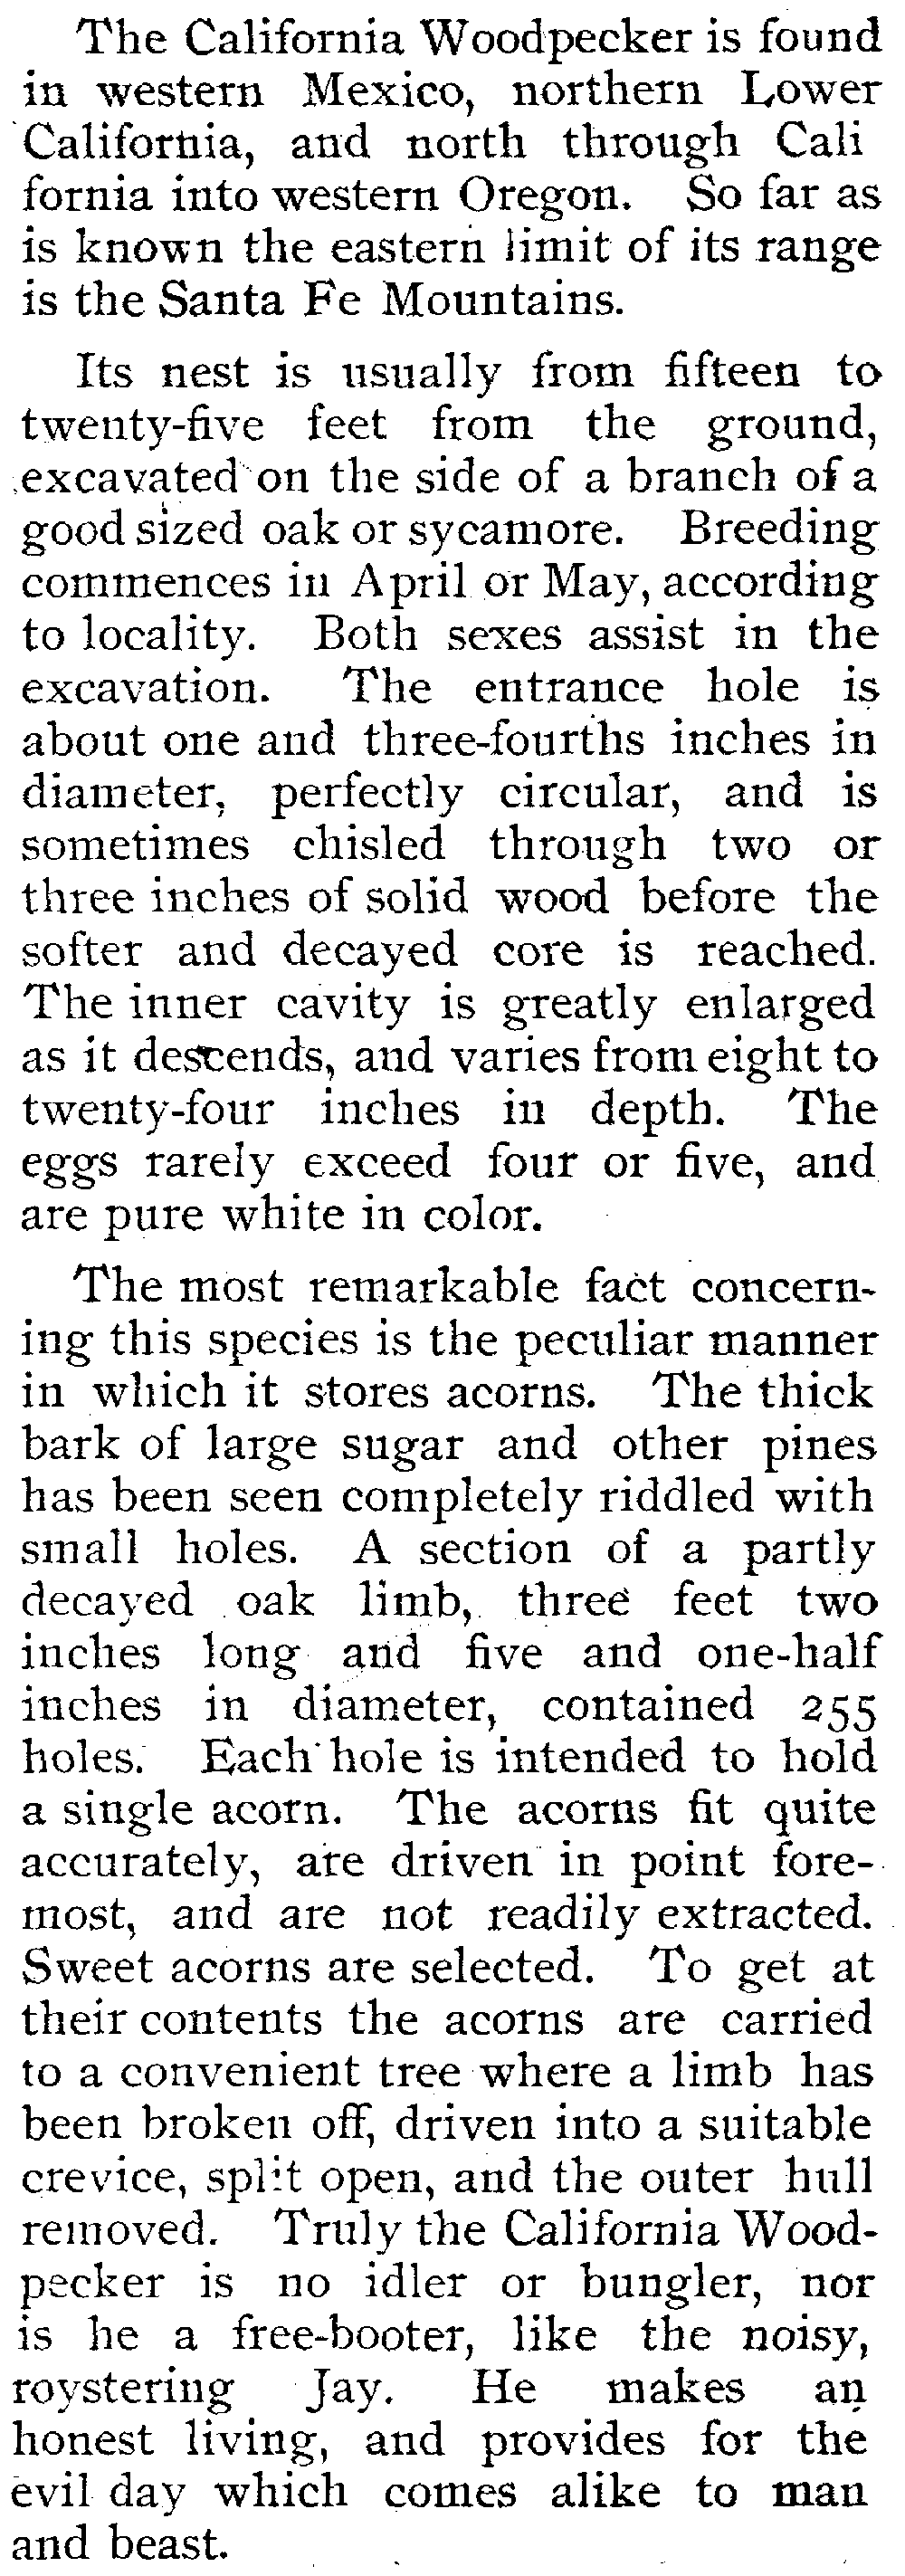 The California Woodpecker is found
in western Mexico, northern Lower
California, and north through Cali
fornia into western Oregon. So far as
is known the eastern limit of its range
is the Santa Fe Mountains.
Its nest is usually from fifteen to
twenty-five feet from the ground,
excavated on the side of a branch of a
good sized oak or sycamore. Breeding
commences in April or May, according
to locality. Both sexes assist in the
excavation. The entrance hole is
about one and three-fourths inches in
diameter, perfectly circular, and is
sometimes chisled through two or
three inches of solid wood before the
softer and decayed core is reached.
The inner cavity is greatly enlarged
as it descends, and varies from eight to
twenty-four inches in depth. The
eggs rarely exceed four or five, and
are pure white in color.
The most remarkable fact concern-
ing this species is the peculiar manner
in which it stores acorns. The thick
bark of large sugar and other pines
has been seen completely riddled with
small holes. A section of a partly
decayed oak limb, three feet two
inches long and five and one-half
inches in diameter, contained 255
holes. Each hole is intended to hold
a single acorn. The acorns fit quite
accurately, are driven in point fore-
most, and are not readily extracted.
Sweet acorns are selected. To get at
their contents the acorns are carried
to a convenient tree where a limb has
been broken off, driven into a suitable
crevice, split open, and the outer hull
removed. Truly the California Wood-
pecker is no idler or bungler, nor
is he a free-booter, like the noisy,
roystering Jay. He makes an
honest living, and provides for the
evil day which comes alike to man
and beast.